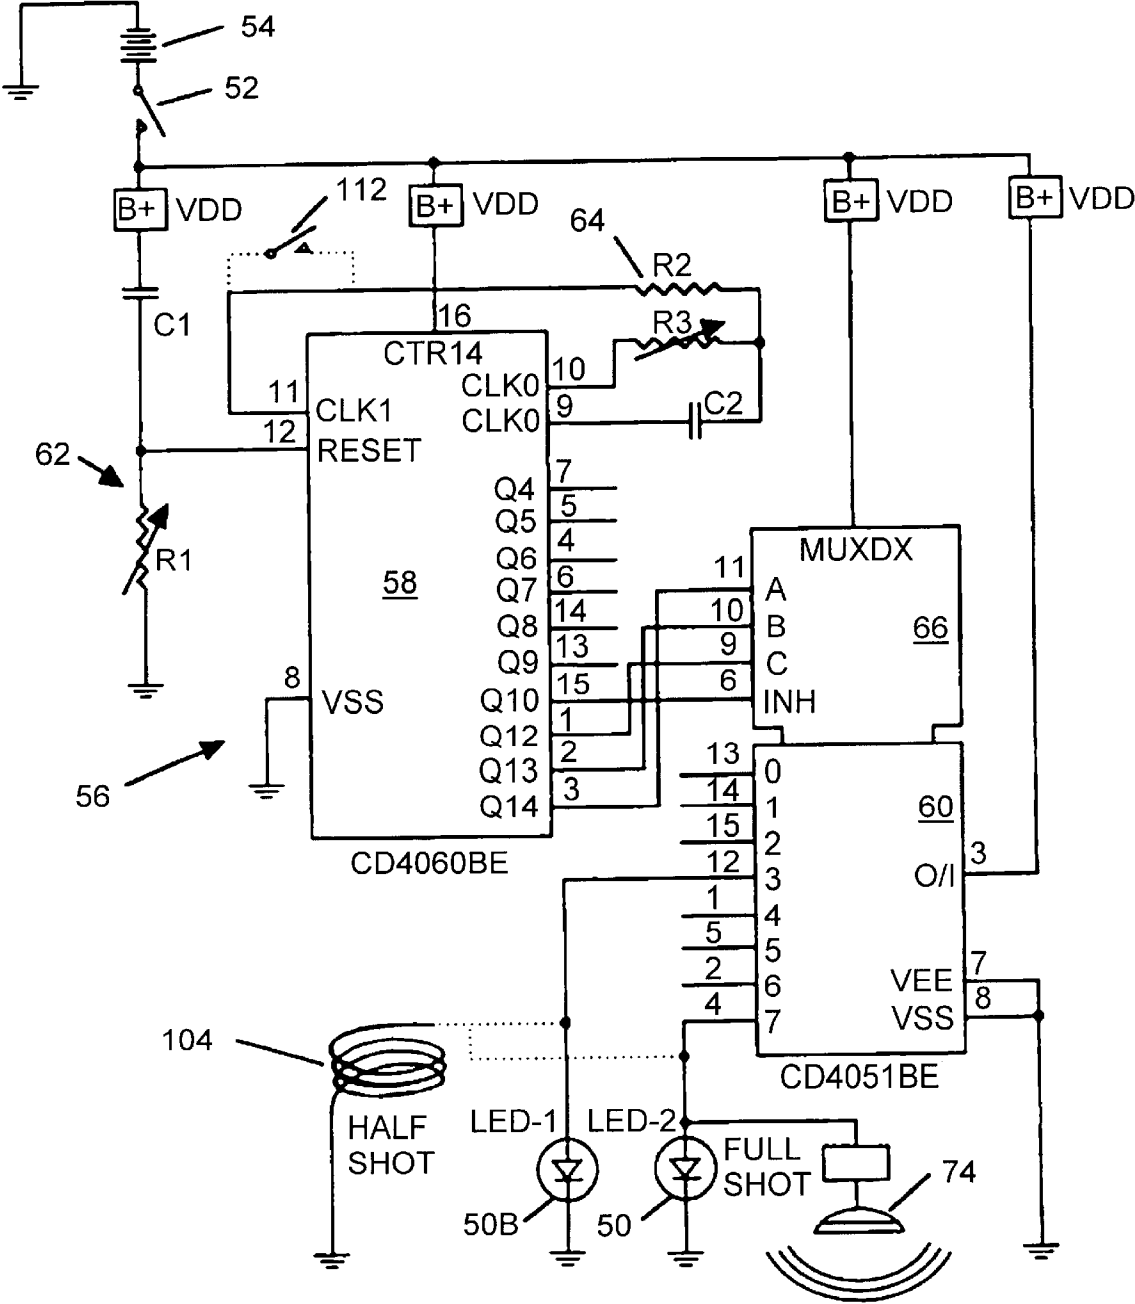 54
52
B+ VDD
112
B+ VDD
64
B+ VDD
B+ VDD
R2
C1
16
R3
CTR14
10
CLK0
11
CLK1
9
CLK0
C2
12
RESET
62
7
Q4
5
Q5
4
Q6
6
Q7
14
Q8
13
Q9
15
Q10
1
Q12
2
Q13
3
Q14
R1
58
8
VSS
56
CD4060BE
MUXDX
11
A
10
B
66
9
C
6
INH
13
0
14
1
60
15
2
12
3
3
O/I
1
4
5
5
2
6
7
VEE
4
7
8
VSS
CD4051BE
104
HALF
SHOT
LED-1
LED-2
FULL
SHOT
50B
50
74